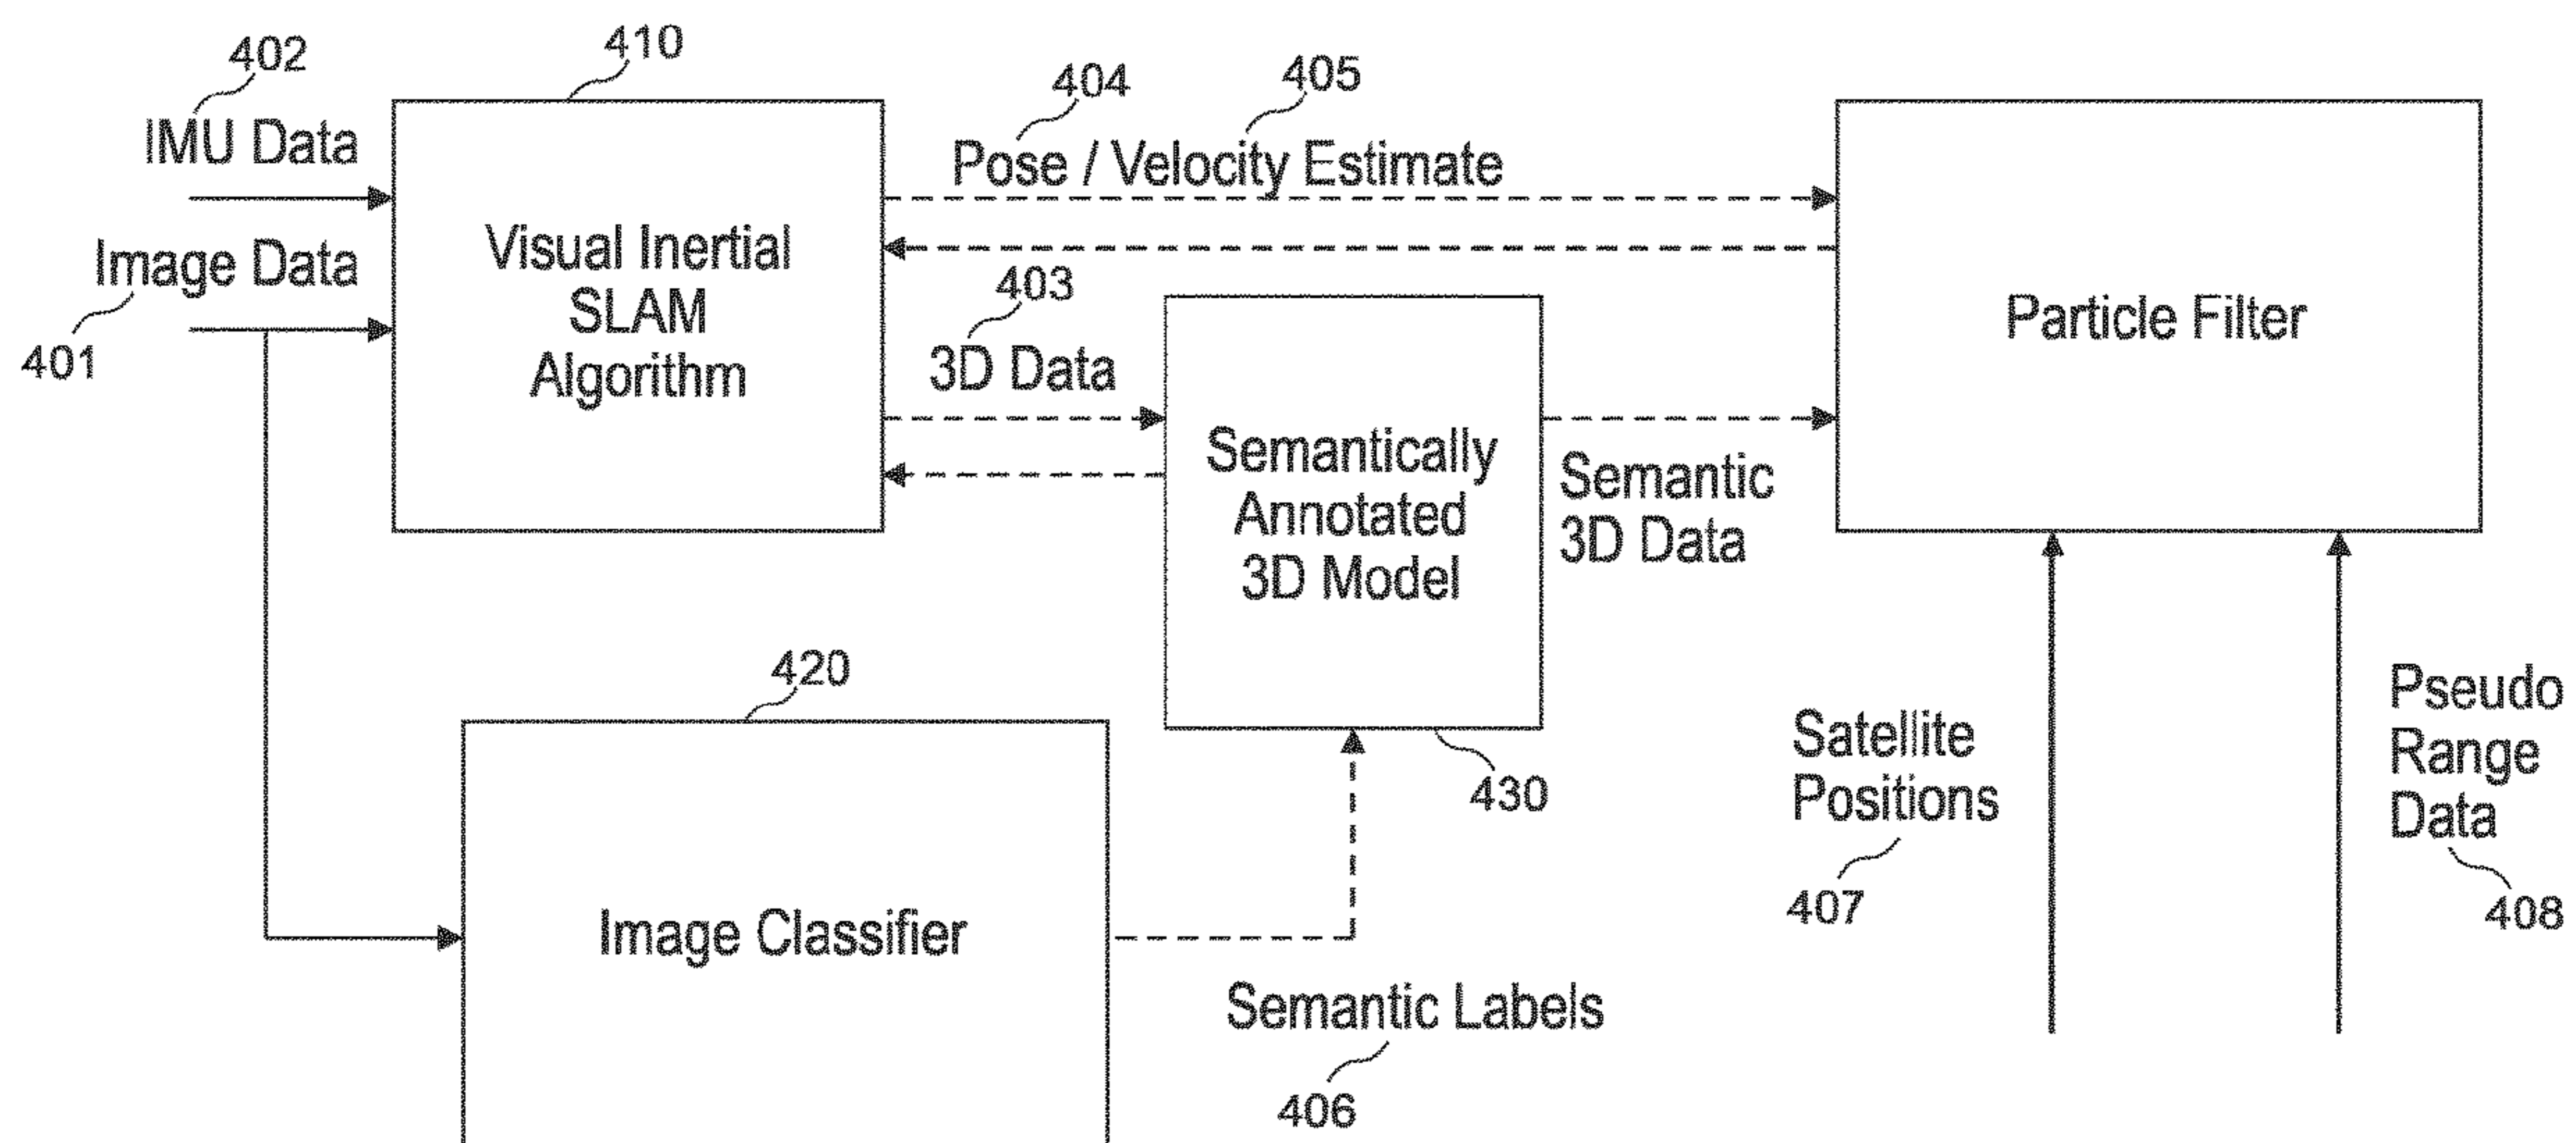 402
IMU Data
Image Data
401
410
Visual Inertial
SLAM
Algorithm
404
405
Pose / Velocity Estimate
403
3D Data
Semantically
Annotated
3D Model
430
Semantic
3D Data
Particle Filter
420
Image Classifier
Semantic Labels
406
Satellite
Positions
407
Pseudo
Range
Data
408